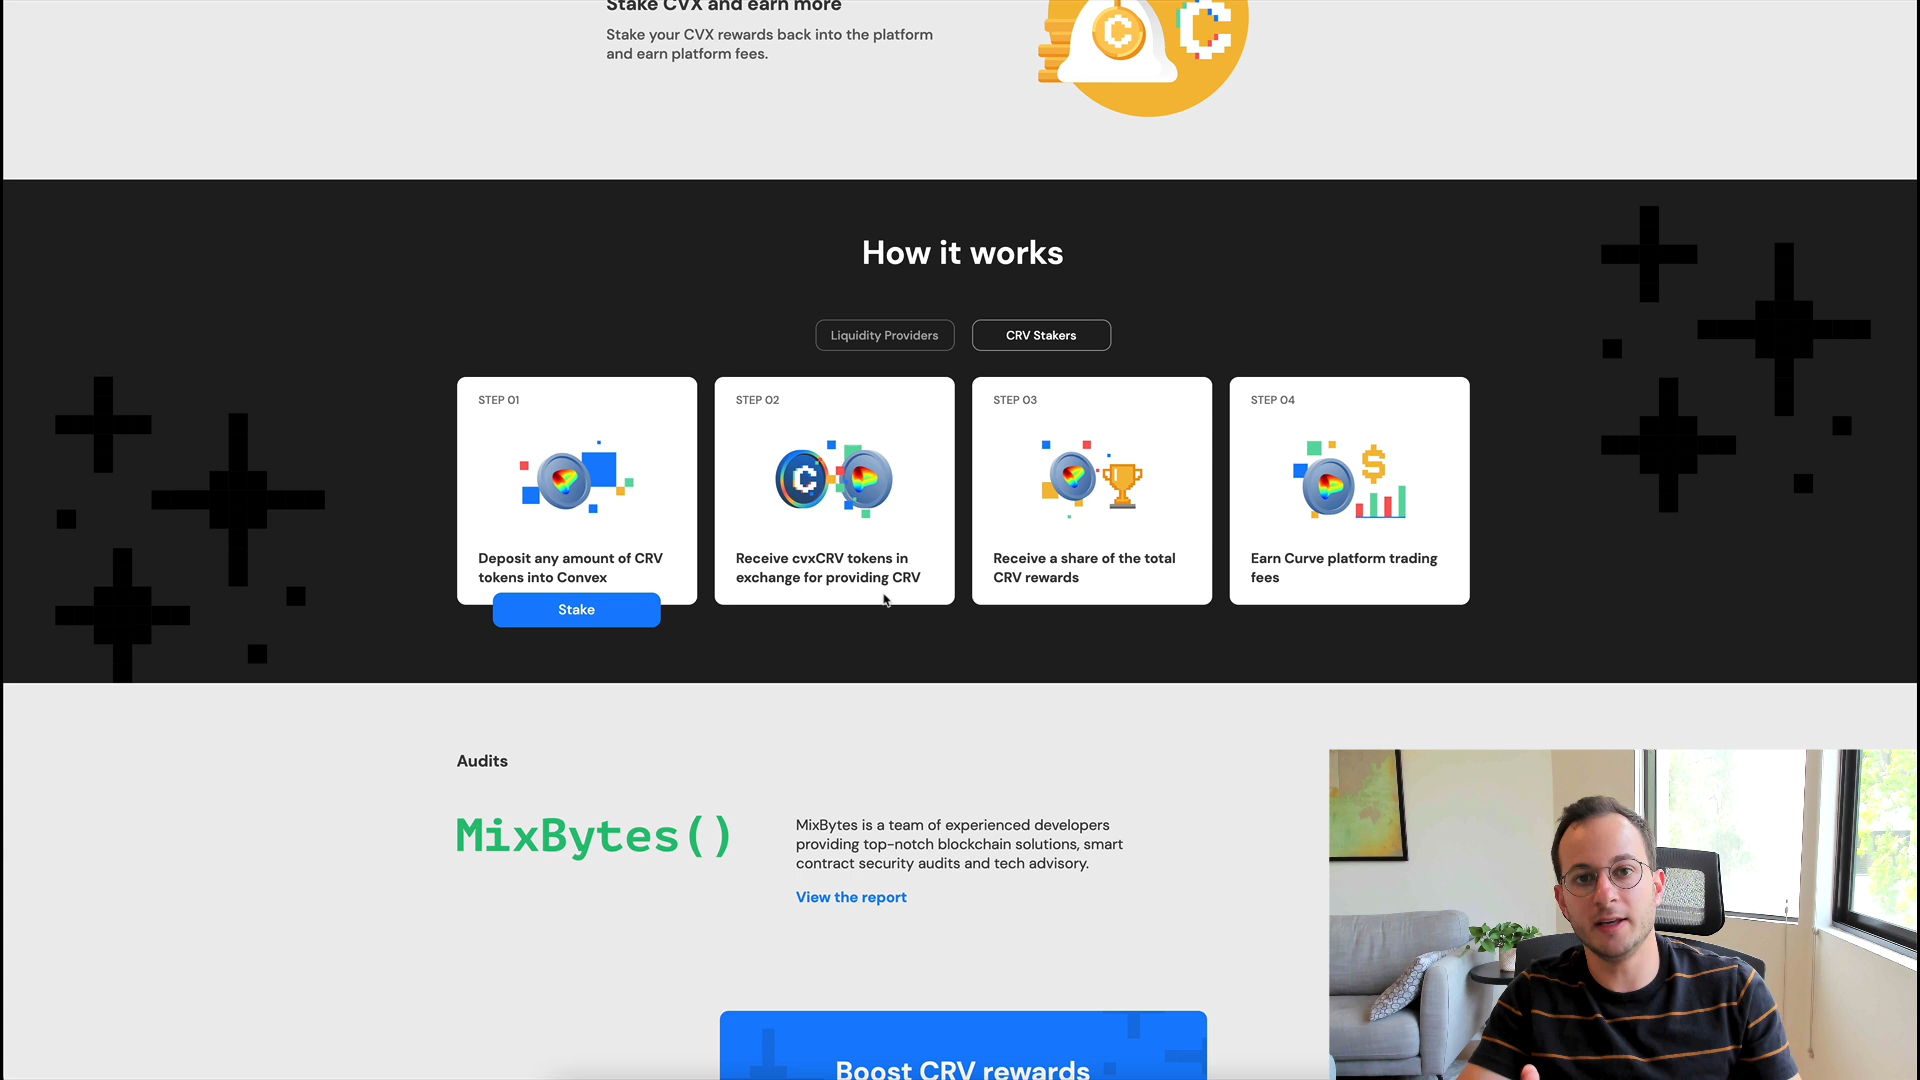 Stake CVX and earn more
Stake your CVX rewards back into the platform
and earn platform fees.
How it works
Liquidity Providers
CRV Stakers
STEP 01
Deposit any amount of CRV
tokens into Convex
Stake
STEP 02
Receive cvxCRV tokens in
exchange for providing CRV
STEP 03
Receive a share of the total
CRV rewards
STEP 04
Earn Curve platform trading
fees
Audits
MixBytes()
MixBytes is a team of experienced developers
providing top-notch blockchain solutions, smart
contract security audits and tech advisory.
View the report
Boost CRV rewards